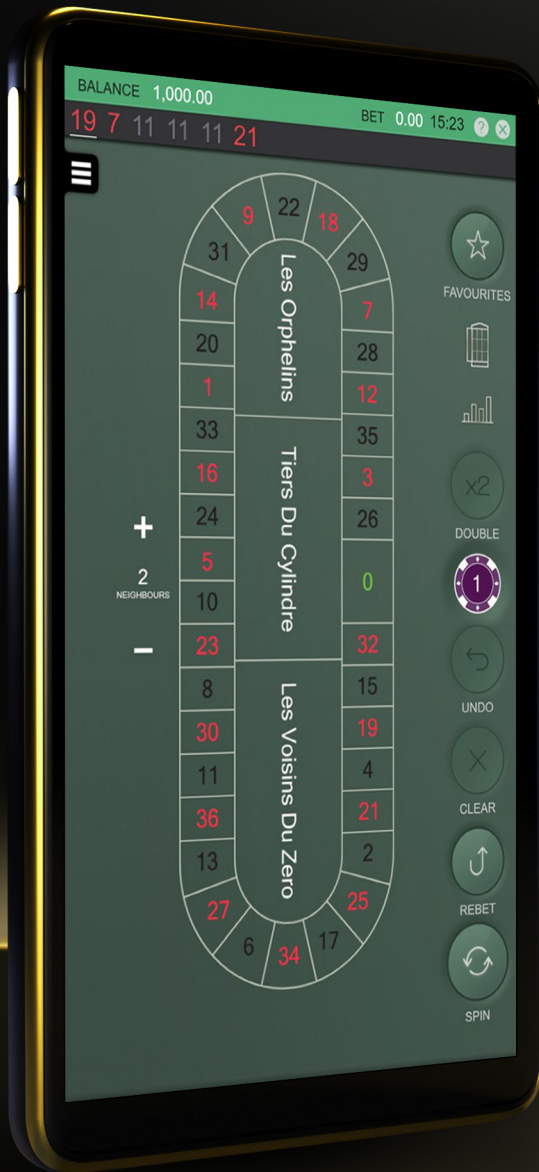 BALANCE 1,000.00 BET 0.00 15:23 ? X
19 7 11 11 11 21
22
9 18
31 29
14 7
20 28
1 12
33 35
16 3
24 26
5 0
10
23 32
8 15
30 19
11 4
36 21
13 2
27 25
6 17
34
Les Orphelins
Tiers Du Cylindre
Les Voisins Du Zero
+
2
NEIGHBOURS
−
FAVOURITES
x2
DOUBLE
1
UNDO
CLEAR
REBET
SPIN